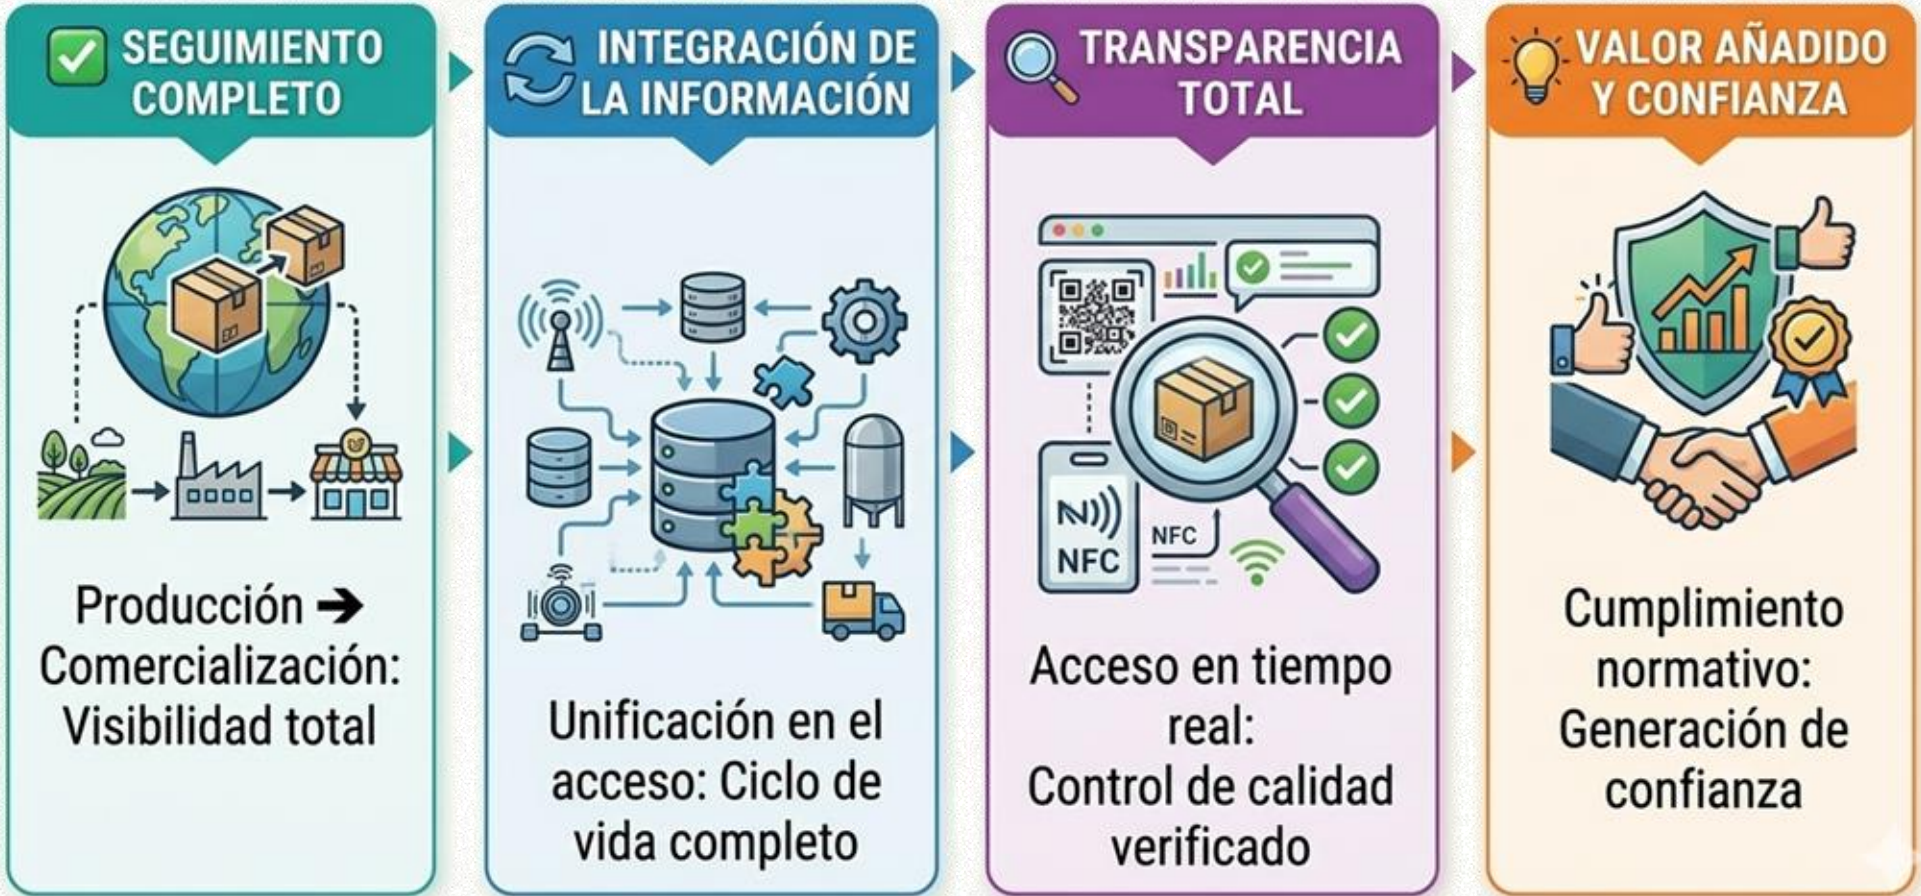 SEGUIMIENTO
COMPLETO
Producción ➔
Comercialización:
Visibilidad total
INTEGRACIÓN DE
LA INFORMACIÓN
Unificación en el
acceso: Ciclo de
vida completo
TRANSPARENCIA
TOTAL
NFC
NFC
Acceso en tiempo
real:
Control de calidad
verificado
VALOR AÑADIDO
Y CONFIANZA
Cumplimiento
normativo:
Generación de
confianza